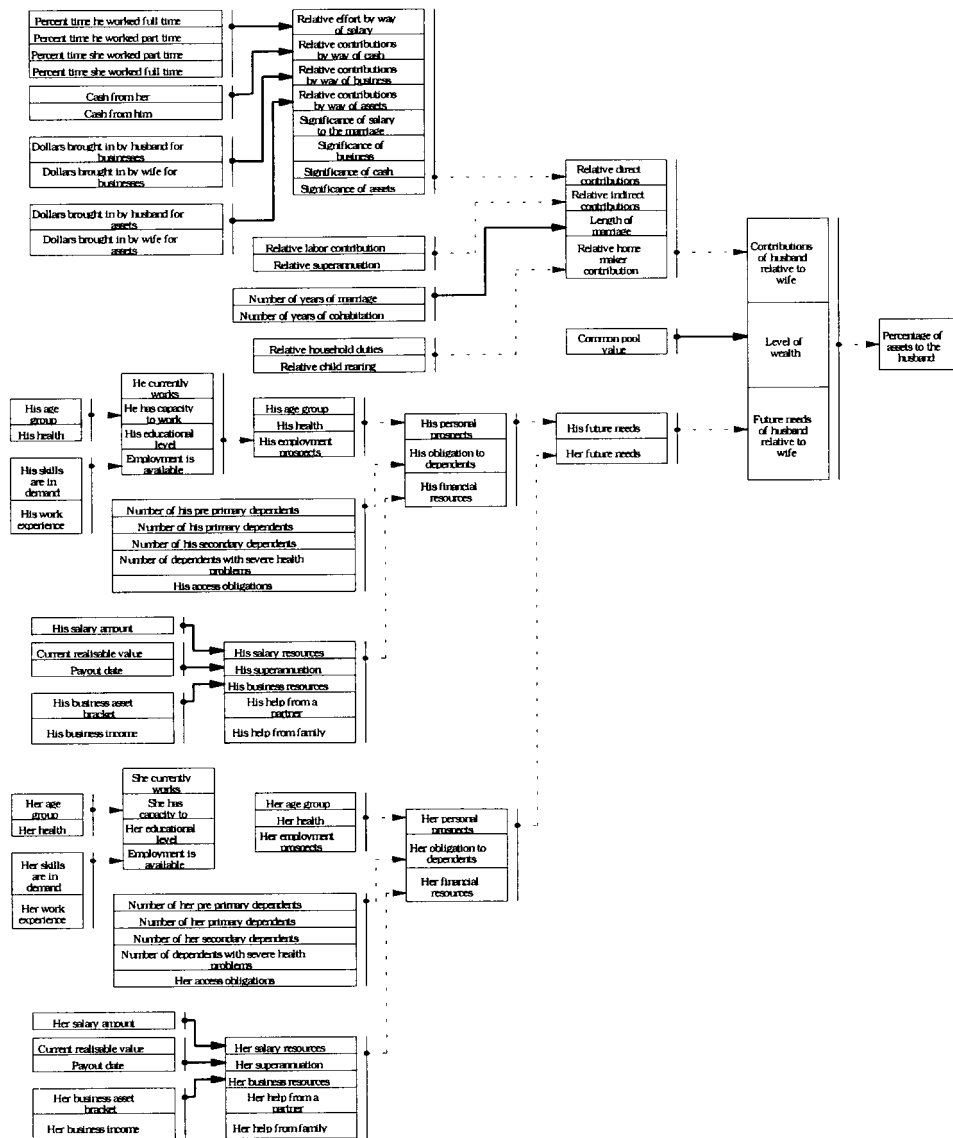 Percent time he worked full time
Percent time he worked part time
Percent time she worked part time
Percent time she worked full time
Cash from her
Cash from him
Dollars brought in by husband for
businesses
Dollars brought in by wife for
businesses
Dollars brought in by husband for
assets
Dollars brought in by wife for
assets
Relative effort by way of
salary
Relative contributions
by way of cash
Relative contributions
by way of business
Relative contributions
by way of assets
Significance of salary
to the marriage
Significance of
business
Significance of cash
Significance of assets
Relative labor contribution
Relative superannuation
Number of years of marriage
Number of years of cohabitation
Relative household duties
Relative child rearing
Relative direct
contributions
Relative indirect
contributions
Length of
marriage
Relative home
maker
contribution
Common pool
value
Contributions
of husband
relative to
wife
Level of
wealth
Future needs
of husband
relative to
wife
Percentage of
assets to the
husband
His age
group
His health
His skills
are in
demand
His work
experience
He currently
works
He has capacity
to work
His educational
level
Employment is
available
His age group
His health
His employment
prospects
Number of his pre primary dependents
Number of his primary dependents
Number of his secondary dependents
Number of dependents with severe health
problems
His access obligations
His personal
prospects
His obligation to
dependents
His financial
resources
His future needs
Her future needs
His salary amount
Current realisable value
Payout date
His business asset
bracket
His business income
His salary resources
His superannuation
His business resources
His help from a
partner
His help from family
Her age
group
Her health
Her skills
are in
demand
Her work
experience
She currently
works
She has
capacity to
Her educational
level
Employment is
available
Her age group
Her health
Her employment
prospects
Number of her pre primary dependents
Number of her primary dependents
Number of her secondary dependents
Number of dependents with severe health
problems
Her access obligations
Her personal
prospects
Her obligation to
dependents
Her financial
resources
Her salary amount
Current realisable value
Payout date
Her business asset
bracket
Her business income
Her salary resources
Her superannuation
Her business resources
Her help from a
partner
Her help from family